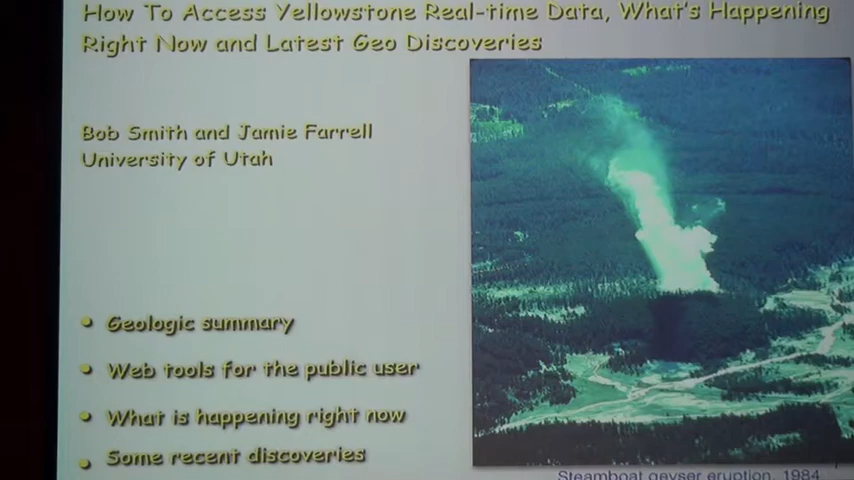 How To Access Yellowstone Real-time Data, What's Happening
Right Now and Latest Geo Discoveries
Bob Smith and Jamie Farrell
University of Utah
• Geologic summary
• Web tools for the public user
• What is happening right now
• Some recent discoveries
Steamboat geyser eruption, 1984